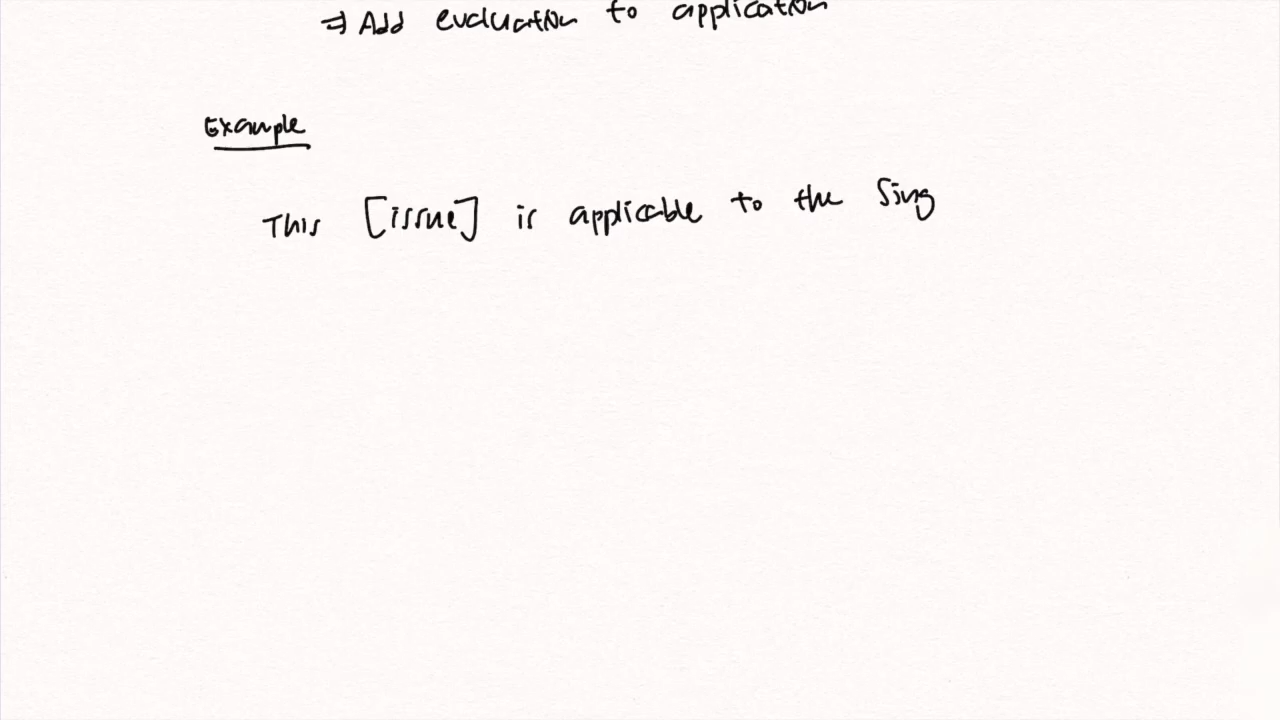 ⇒ Add evaluation to application
Example
This [issue] is applicable to the Sing